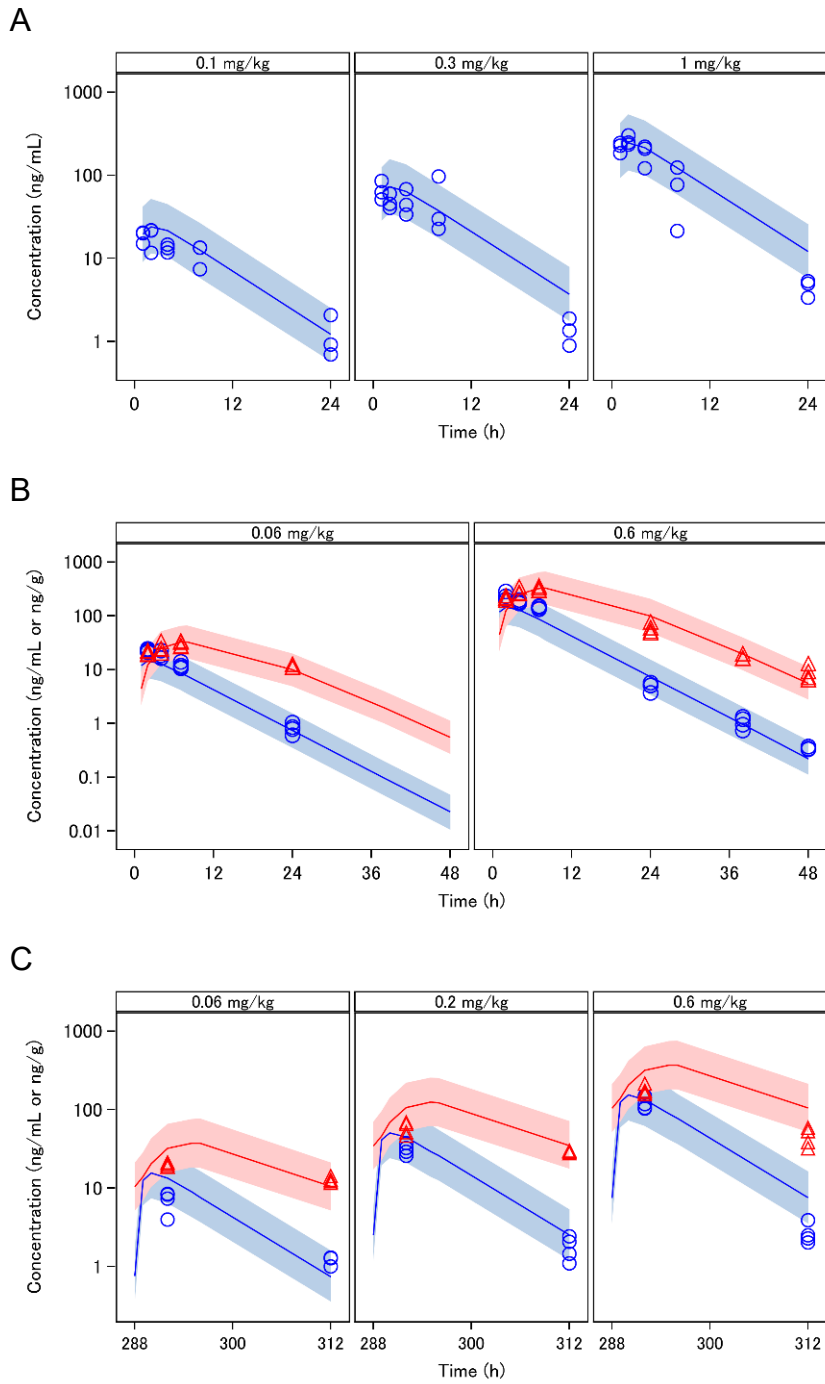 A
0.1 mg/kg 0.3 mg/kg 1 mg/kg
Concentration (ng/mL)
1000
100
10
1
0 12 24 0 12 24 0 12 24
Time (h)
B
0.06 mg/kg 0.6 mg/kg
Concentration (ng/mL or ng/g)
1000
100
10
1
0.1
0.01
0 12 24 36 48 0 12 24 36 48
Time (h) Time (h)
C
0.06 mg/kg 0.2 mg/kg 0.6 mg/kg
Concentration (ng/mL or ng/g)
1000
100
10
1
288 300 312 288 300 312 288 300 312
Time (h) Time (h) Time (h)